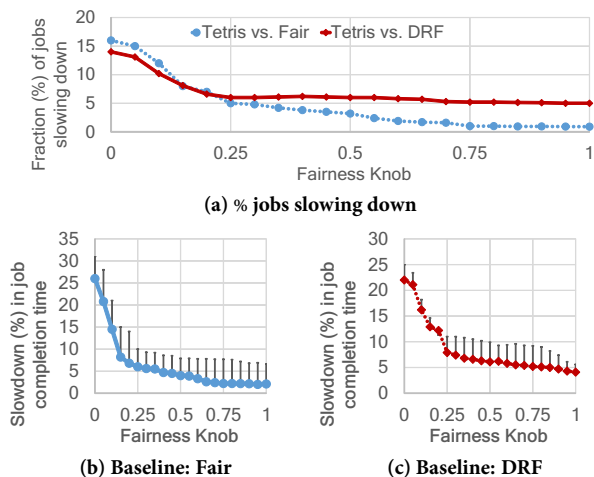 Tetris vs. Fair Tetris vs. DRF
20
15
10
5
0
Fraction (%) of jobs
slowing down
0 0.25 0.5 0.75 1
Fairness Knob
(a) % jobs slowing down
35
30
25
20
15
10
5
0
Slowdown (%) in job
completion time
0 0.25 0.5 0.75 1
Fairness Knob
(b) Baseline: Fair
30
25
20
15
10
5
0
Slowdown (%) in job
completion time
0 0.25 0.5 0.75 1
Fairness Knob
(c) Baseline: DRF